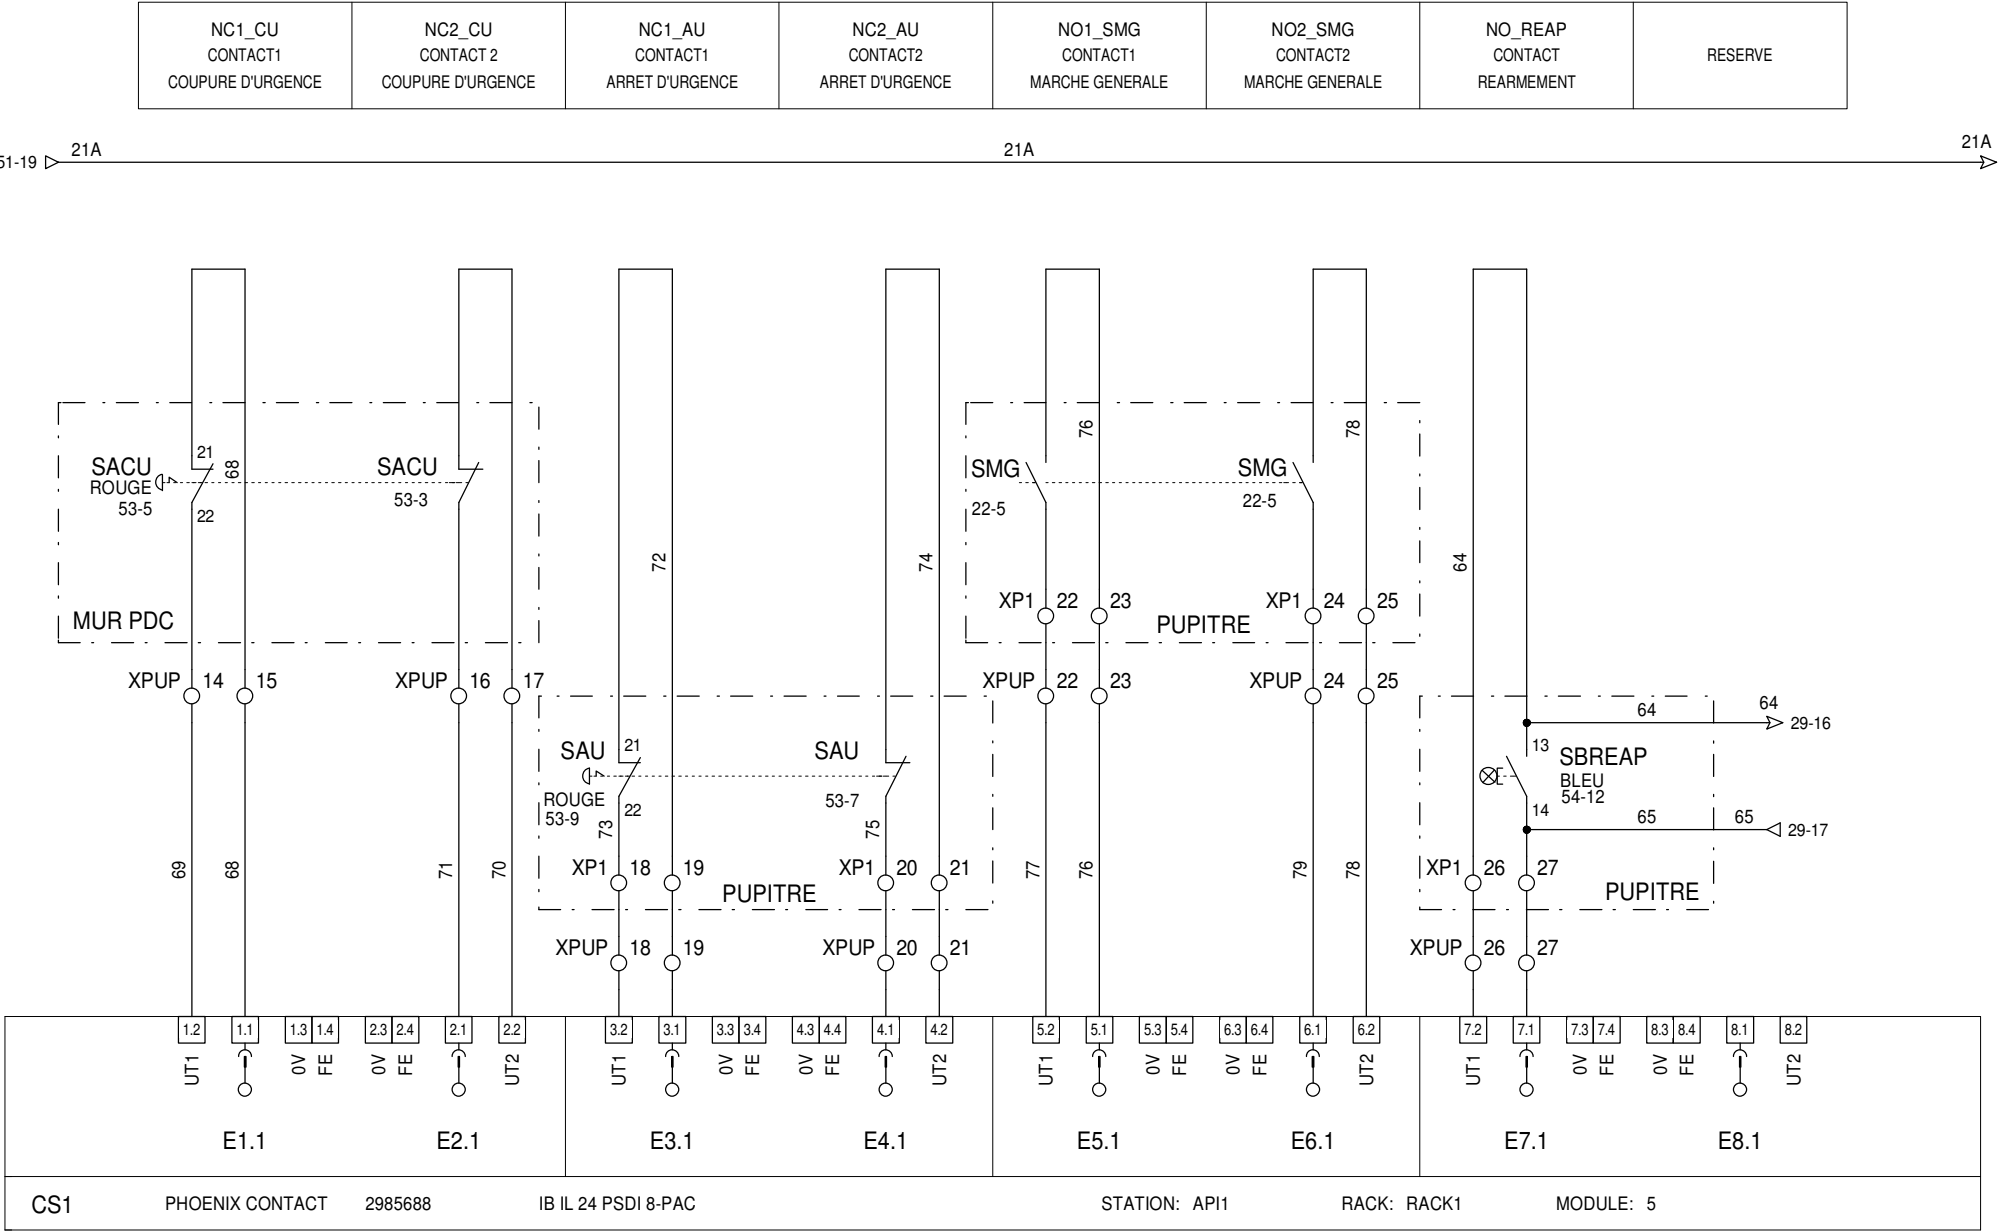 NC1_CU
CONTACT1
COUPURE D'URGENCE
NC2_CU
CONTACT 2
COUPURE D'URGENCE
NC1_AU
CONTACT1
ARRET D'URGENCE
NC2_AU
CONTACT2
ARRET D'URGENCE
NO1_SMG
CONTACT1
MARCHE GENERALE
NO2_SMG
CONTACT2
MARCHE GENERALE
NO_REAP
CONTACT
REARMEMENT
RESERVE
51-19
21A
21A
21A
SACU
ROUGE
53-5
21
22
68
SACU
53-3
MUR PDC
XPUP 14 15
XPUP 16 17
69
68
71
70
72
74
SAU
ROUGE
53-9
21
22
73
SAU
53-7
75
XP1 18 19
XP1 20 21
PUPITRE
XPUP 18 19
XPUP 20 21
76
78
SMG
22-5
SMG
22-5
XP1 22 23
XP1 24 25
PUPITRE
XPUP 22 23
XPUP 24 25
77
76
79
78
64
64
64
29-16
13
SBREAP
BLEU
54-12
14
65
65
29-17
XP1 26 27
PUPITRE
XPUP 26 27
1.2 1.1 1.3 1.4 2.3 2.4 2.1 2.2 3.2 3.1 3.3 3.4 4.3 4.4 4.1 4.2 5.2 5.1 5.3 5.4 6.3 6.4 6.1 6.2 7.2 7.1 7.3 7.4 8.3 8.4 8.1 8.2
UT1 0V FE 0V FE UT2 UT1 0V FE 0V FE UT2 UT1 0V FE 0V FE UT2 UT1 0V FE 0V FE UT2
E1.1 E2.1 E3.1 E4.1 E5.1 E6.1 E7.1 E8.1
CS1 PHOENIX CONTACT 2985688 IB IL 24 PSDI 8-PAC STATION: API1 RACK: RACK1 MODULE: 5